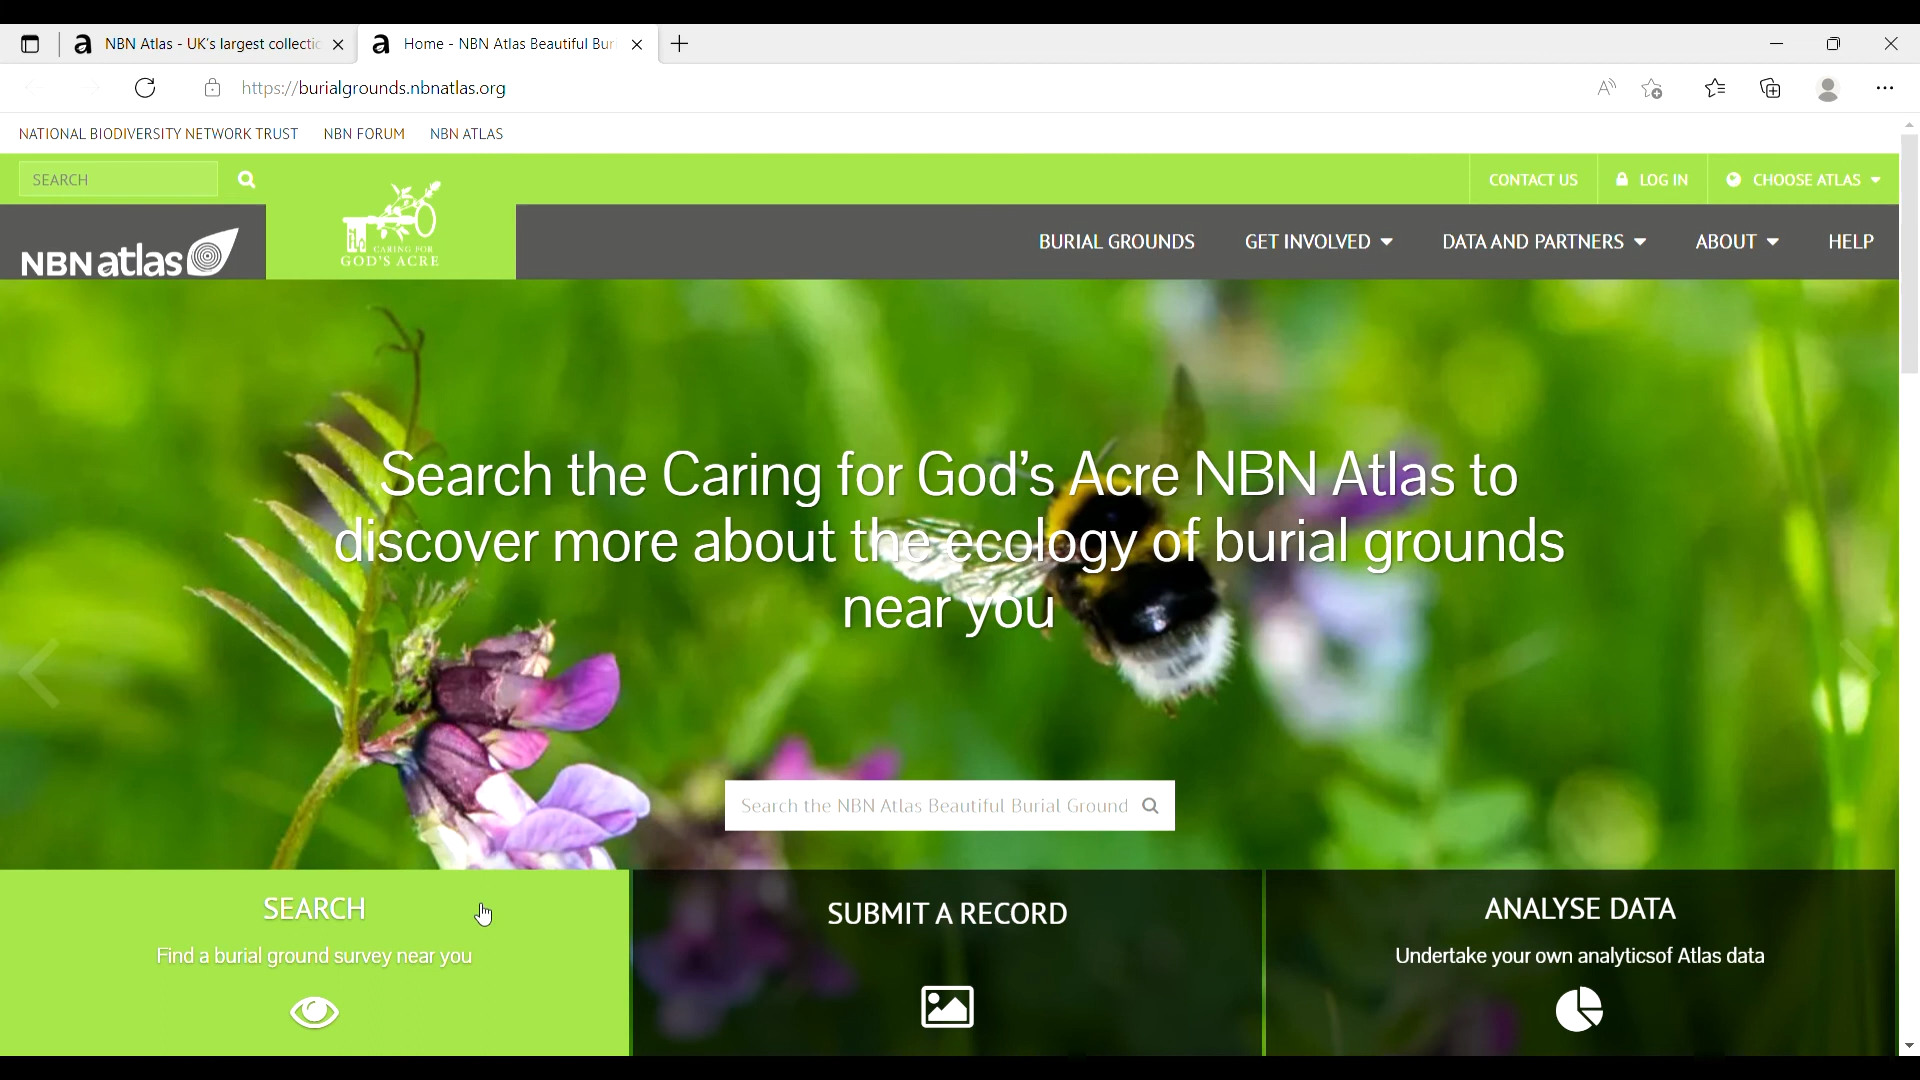 NBN Atlas - UK's largest collectic
Home - NBN Atlas Beautiful Bur
https://burialgrounds.nbnatlas.org
NATIONAL BIODIVERSITY NETWORK TRUST NBN FORUM NBN ATLAS
SEARCH
CONTACT US LOG IN CHOOSE ATLAS
NBN atlas
CARING FOR
GOD'S ACRE
BURIAL GROUNDS GET INVOLVED DATA AND PARTNERS ABOUT HELP
Search the Caring for God's Acre NBN Atlas to
discover more about the ecology of burial grounds
near you
Search the NBN Atlas Beautiful Burial Ground
SEARCH
Find a burial ground survey near you
SUBMIT A RECORD
ANALYSE DATA
Undertake your own analyticsof Atlas data